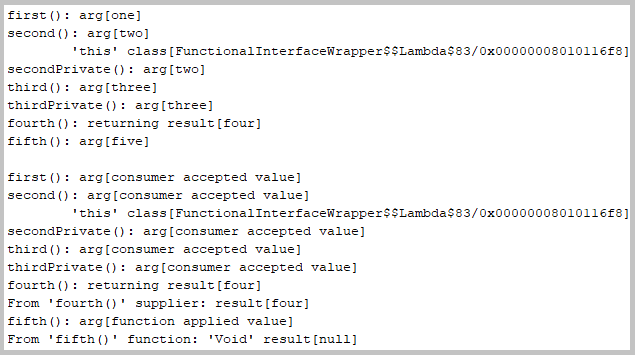 first(): arg[one]
second(): arg[two]
'this' class[FunctionalInterfaceWrapper$$Lambda$83/0x00000008010116f8]
secondPrivate(): arg[two]
third(): arg[three]
thirdPrivate(): arg[three]
fourth(): returning result[four]
fifth(): arg[five]
first(): arg[consumer accepted value]
second(): arg[consumer accepted value]
'this' class[FunctionalInterfaceWrapper$$Lambda$83/0x00000008010116f8]
secondPrivate(): arg[consumer accepted value]
third(): arg[consumer accepted value]
thirdPrivate(): arg[consumer accepted value]
fourth(): returning result[four]
From 'fourth()' supplier: result[four]
fifth(): arg[function applied value]
From 'fifth()' function: 'Void' result[null]